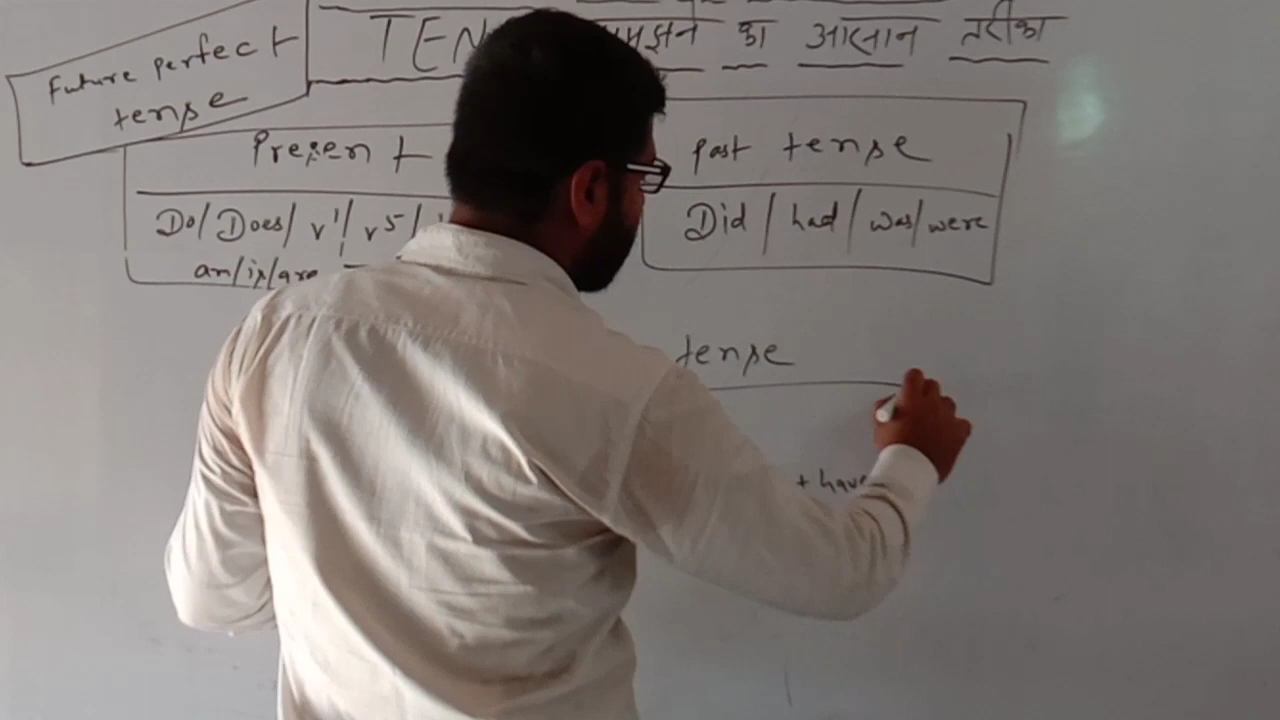 Future perfect
tense
TEN का आसान तरीका
Present
past tense
Do/Does/v¹/v5/
Did/had/was/were
am/is/are
tense
+ have